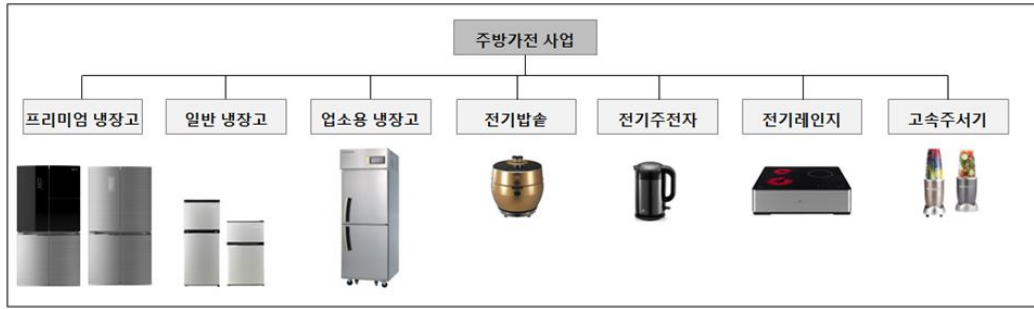 주방가전 사업
프리미엄 냉장고
일반 냉장고
업소용 냉장고
전기밥솥
전기주전자
전기레인지
고속주서기